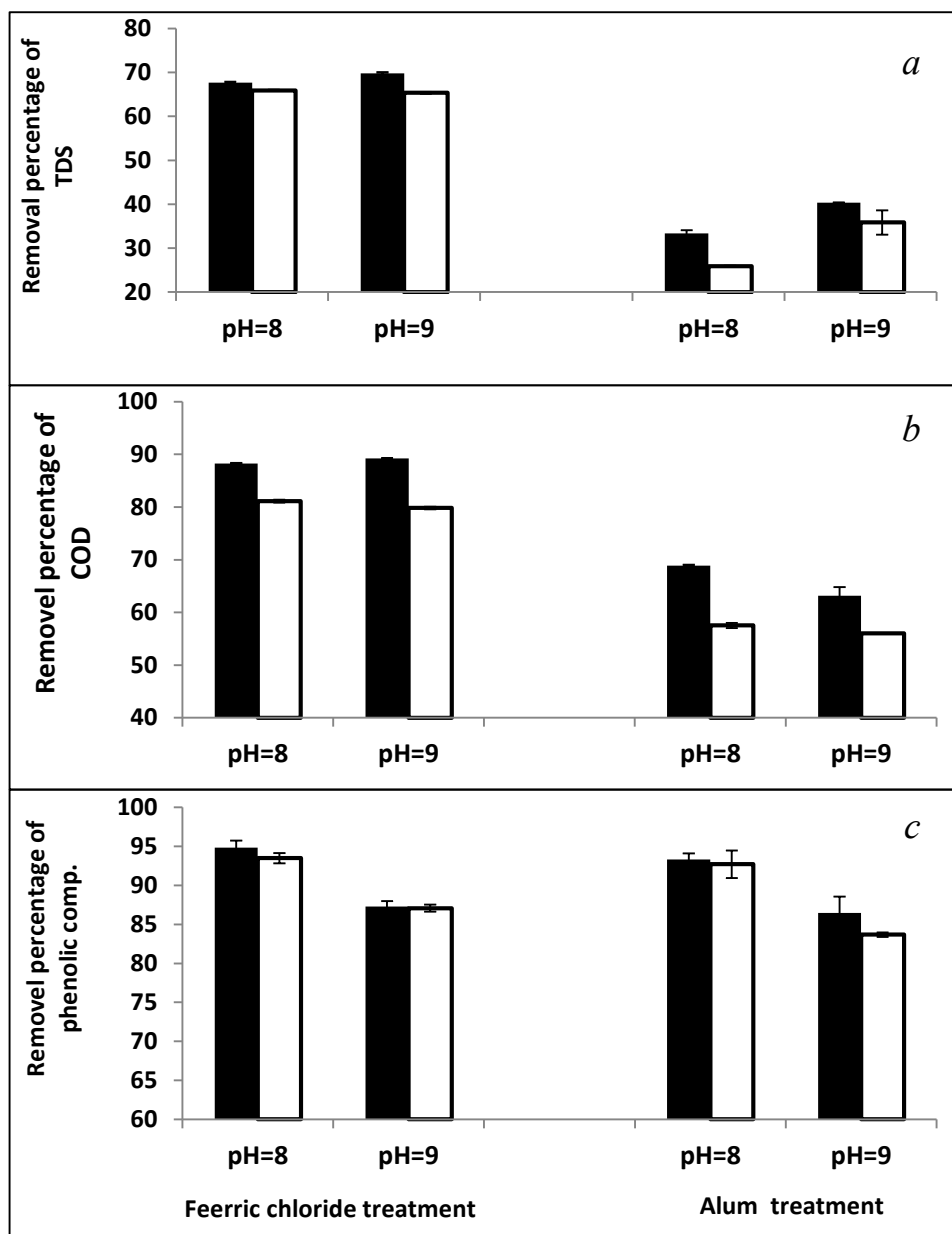 a
Removal percentage of
TDS
80
70
60
50
40
30
20
pH=8 pH=9 pH=8 pH=9
b
Removel percentage of
COD
100
90
80
70
60
50
40
pH=8 pH=9 pH=8 pH=9
c
Removel percentage of
phenolic comp.
100
95
90
85
80
75
70
65
60
pH=8 pH=9 pH=8 pH=9
Feerric chloride treatment Alum treatment